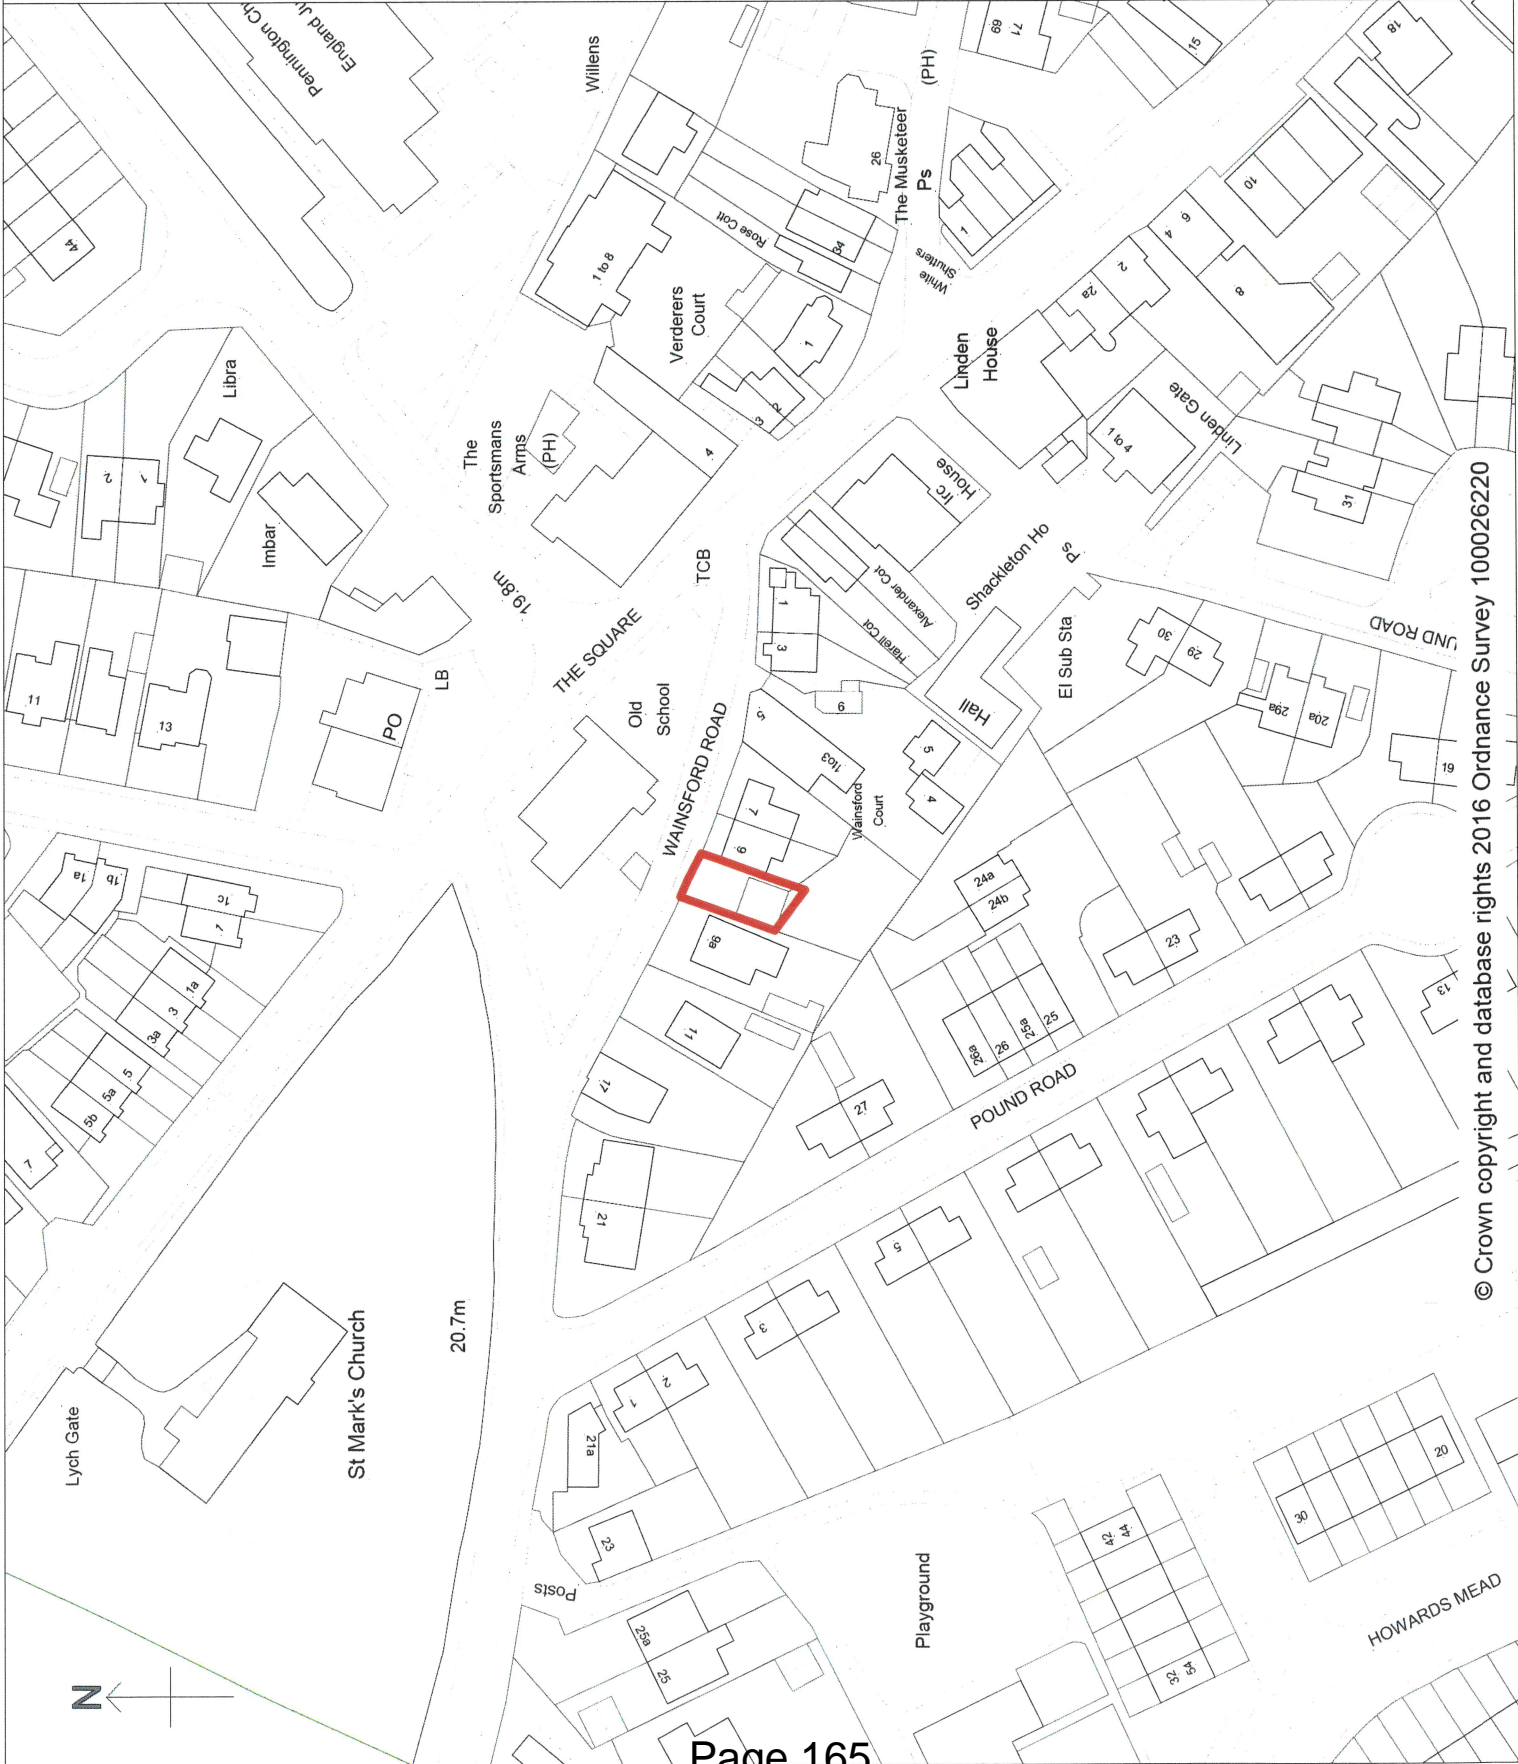 Pennington Ch
England Ju
Willens
44
Libra
Imbar
2
1
11
13
PO
LB
The
Sportsmans
Arms
(PH)
19.8m
THE SQUARE
TCB
Old
School
WAINSFORD ROAD
1 to 8
Verderers
Court
Rose Cott
34
26
The Musketeer
(PH)
Ps
69
71
15
18
White
Shutters
1
1
2
3
4
Linden
House
2a
2
4
6
8
10
Linden Gate
1 to 4
31
Irc
House
Alexander Cot
Harell Cot
Shackleton Ho
Ps
1
3
Hall
El Sub Sta
9
5
1to3
Wainsford
Court
5
4
7
9
9a
11
17
21
30
29
29a
20a
19
UND ROAD
24a
24b
23
26a
26
25a
25
27
POUND ROAD
13
1a
1b
1c
1
1a
3
3a
5
5a
5b
7
Lych Gate
St Mark's Church
20.7m
5
3
2
1
21a
23
Posts
25a
25
Playground
42
44
32
54
30
20
HOWARDS MEAD
N
© Crown copyright and database rights 2016 Ordnance Survey 100026220
Page 165